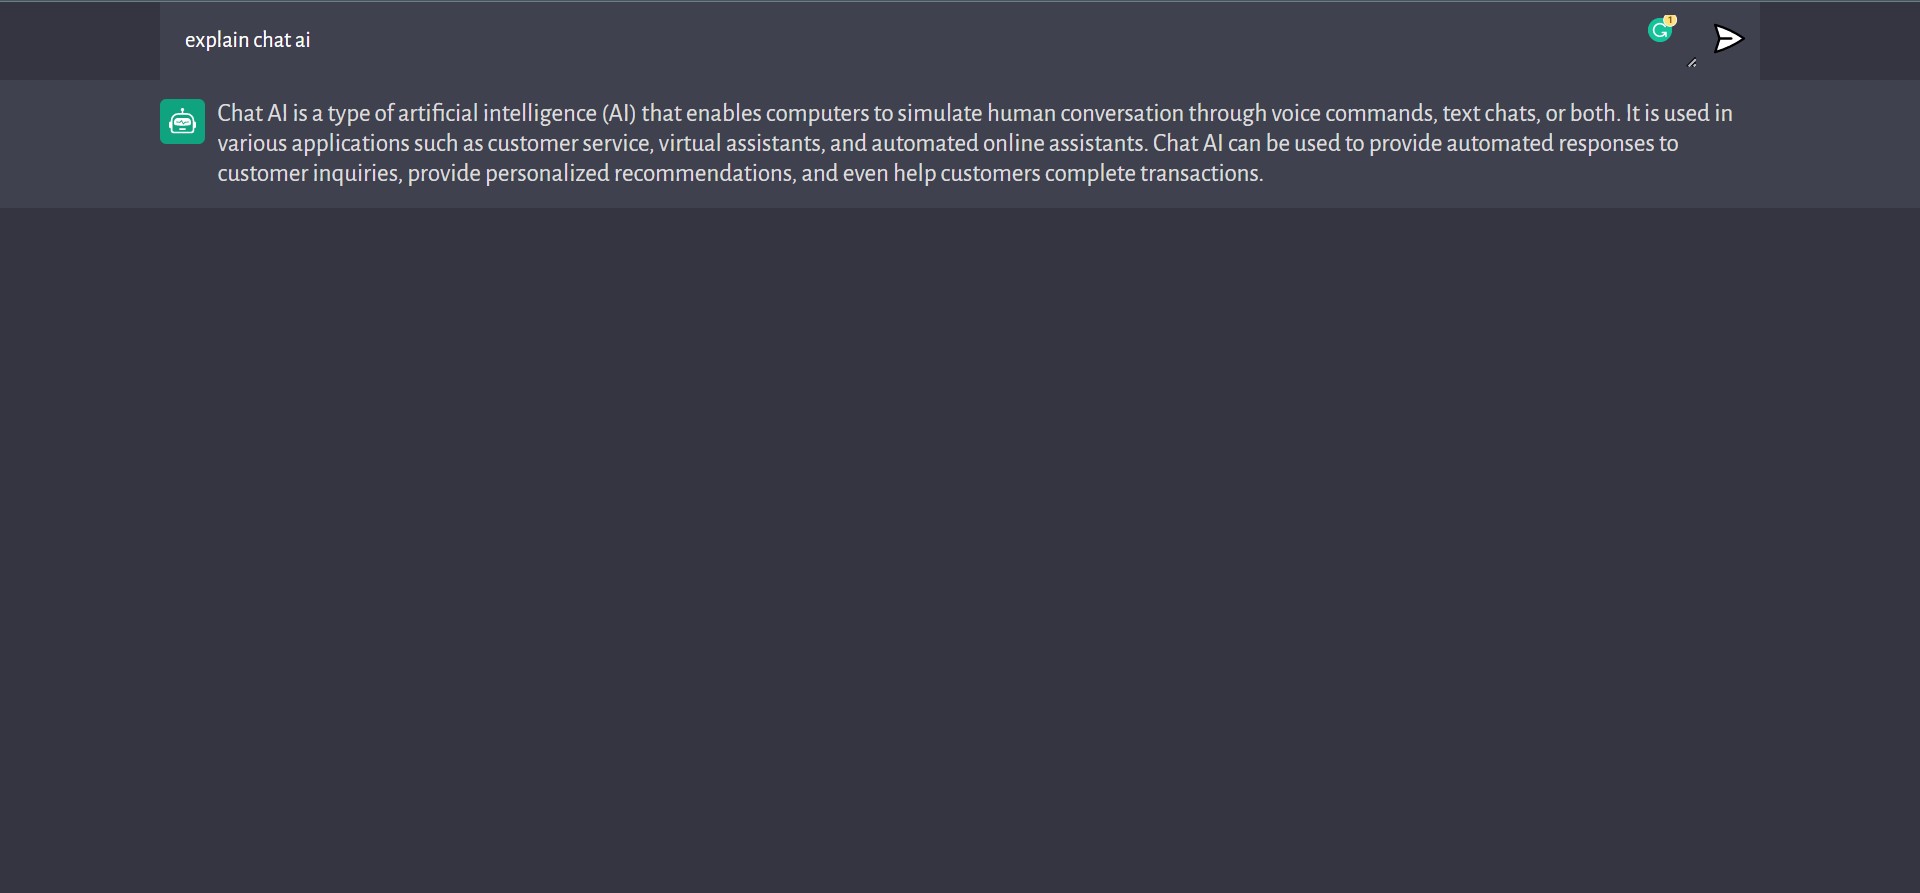 explain chat ai
1
Chat AI is a type of artificial intelligence (AI) that enables computers to simulate human conversation through voice commands, text chats, or both. It is used in
various applications such as customer service, virtual assistants, and automated online assistants. Chat AI can be used to provide automated responses to
customer inquiries, provide personalized recommendations, and even help customers complete transactions.